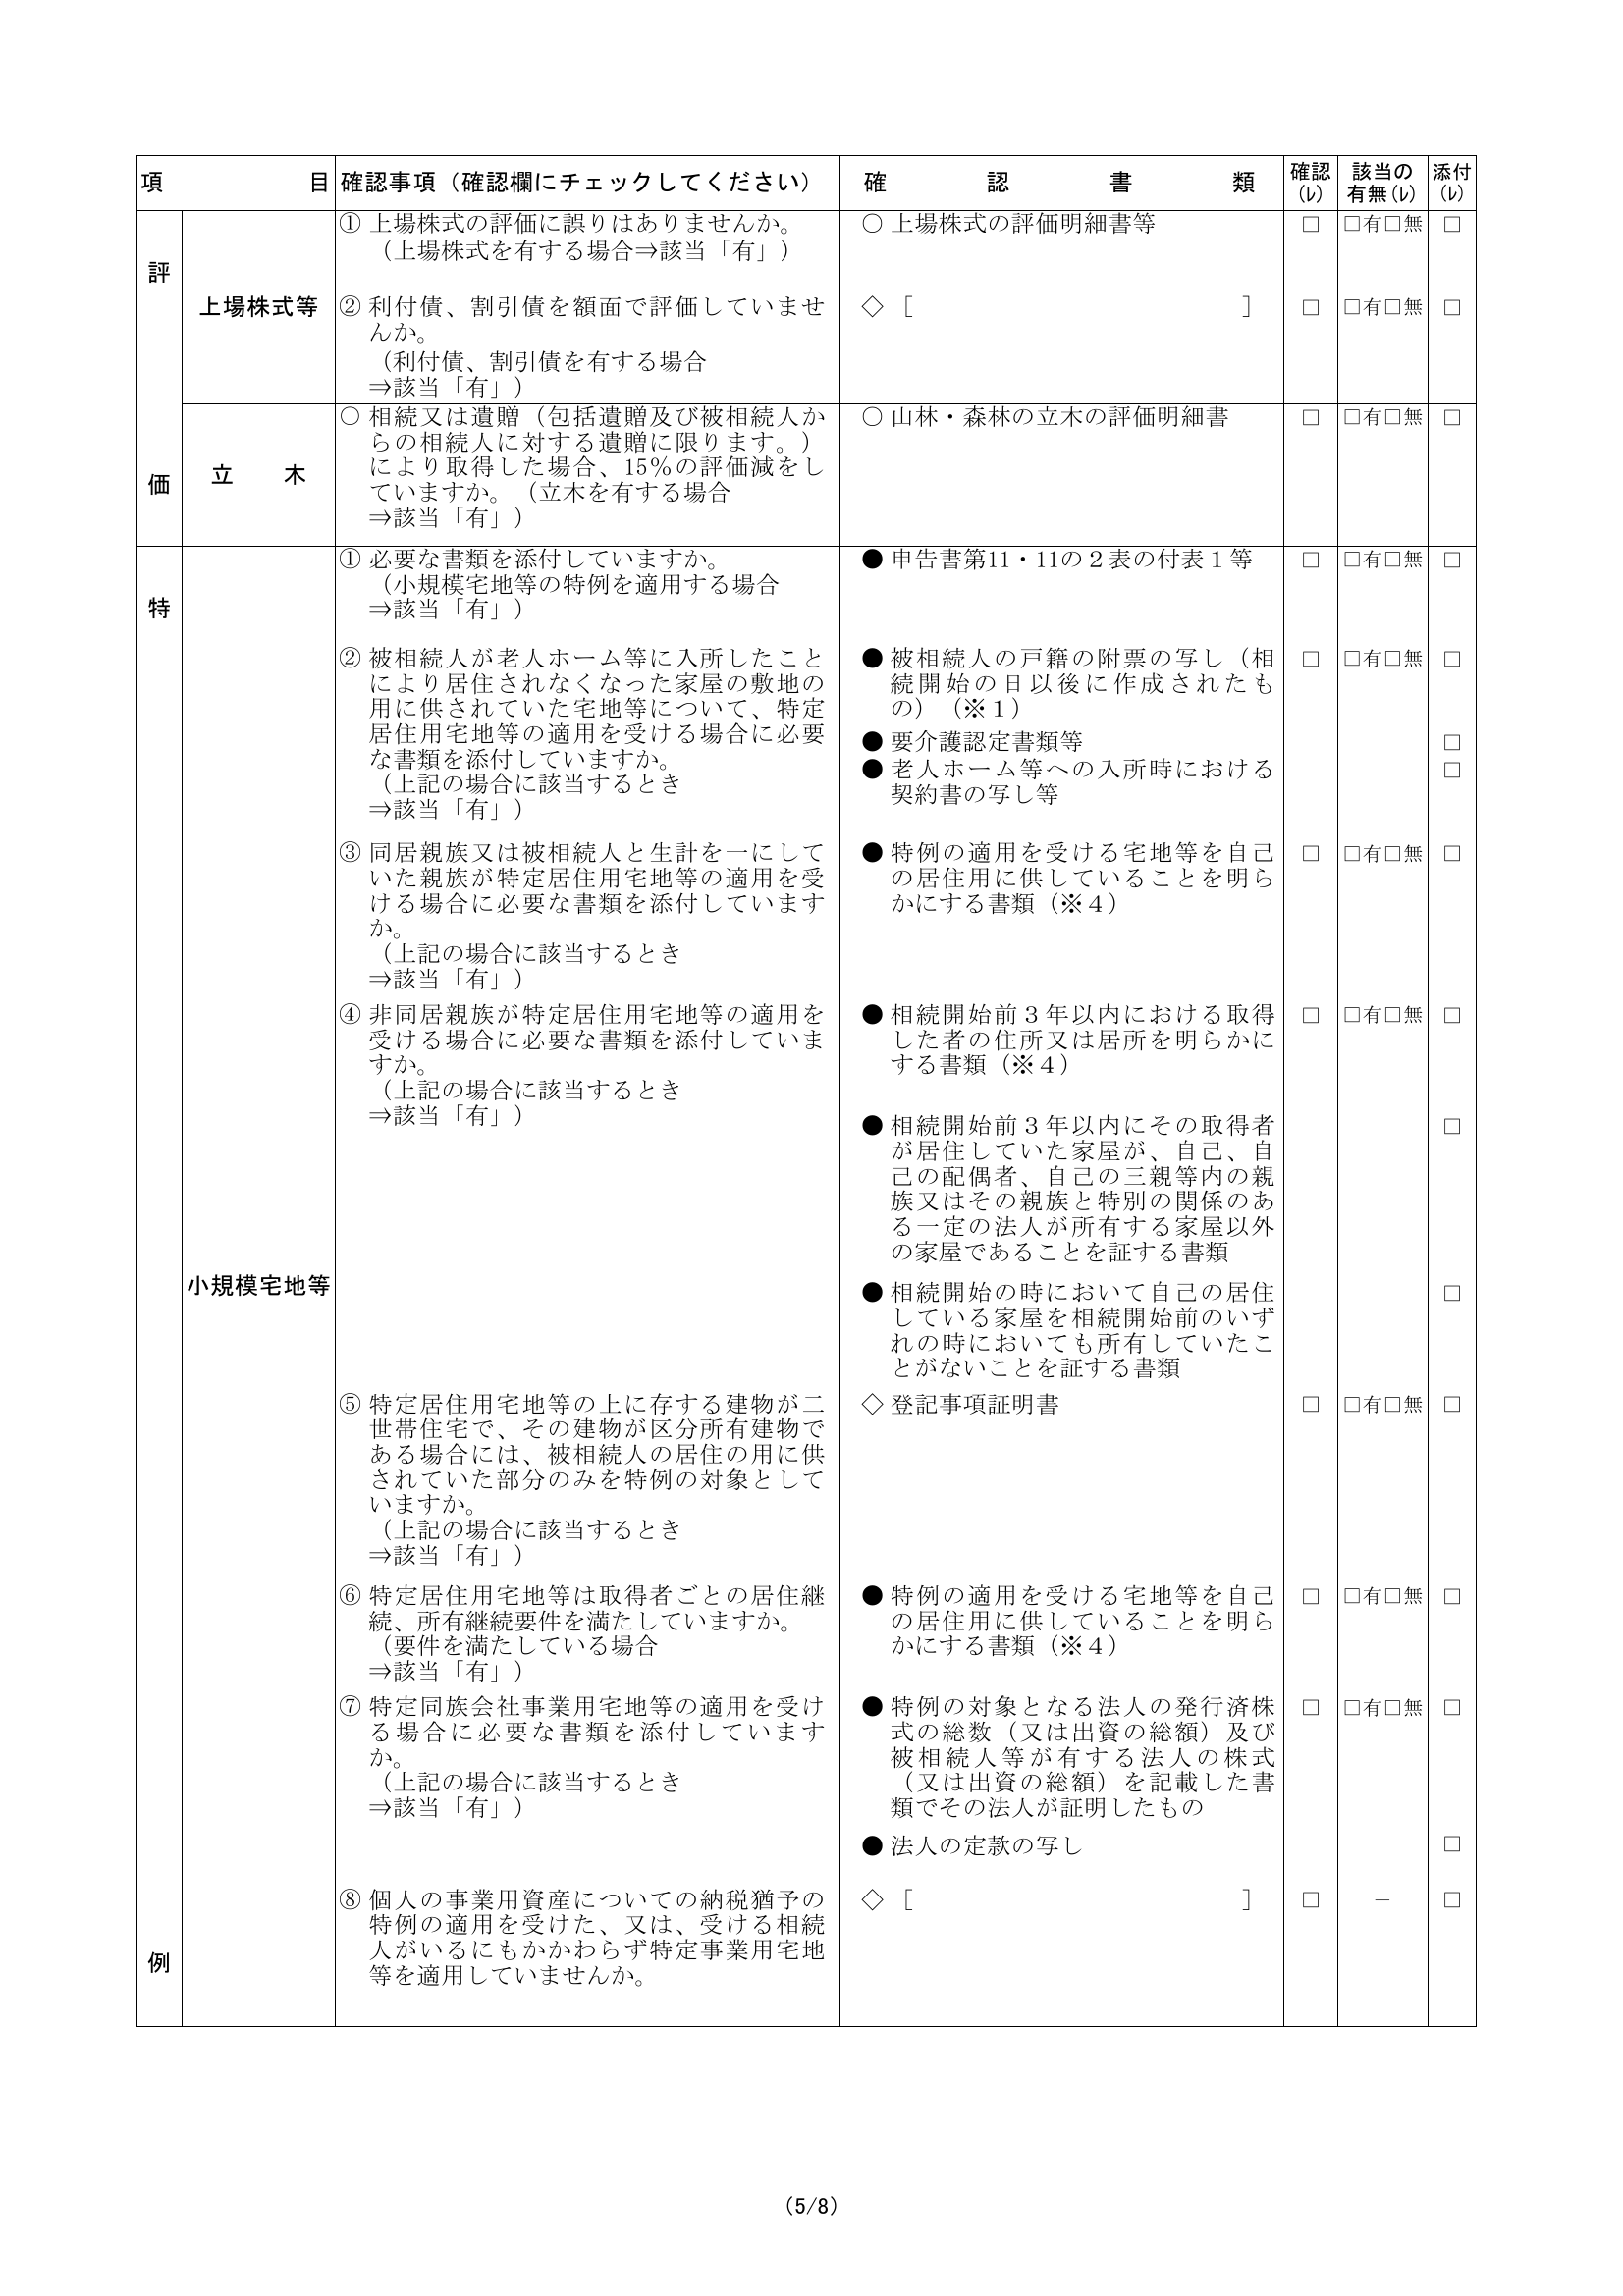 項　目 確認事項（確認欄にチェックしてください） 確　認　書　類 確認(レ) 該当の有無(レ) 添付(レ)
評
価
上場株式等
① 上場株式の評価に誤りはありませんか。
（上場株式を有する場合⇒該当「有」）
○ 上場株式の評価明細書等
□ □有□無 □
② 利付債、割引債を額面で評価していませ
んか。
（利付債、割引債を有する場合
⇒該当「有」）
◇［　　　］
□ □有□無 □
立　木
○ 相続又は遺贈（包括遺贈及び被相続人か
らの相続人に対する遺贈に限ります。）
により取得した場合、15％の評価減をし
ていますか。（立木を有する場合
⇒該当「有」）
○ 山林・森林の立木の評価明細書
□ □有□無 □
特
例
小規模宅地等
① 必要な書類を添付していますか。
（小規模宅地等の特例を適用する場合
⇒該当「有」）
● 申告書第11・11の２表の付表１等
□ □有□無 □
② 被相続人が老人ホーム等に入所したこと
により居住されなくなった家屋の敷地の
用に供されていた宅地等について、特定
居住用宅地等の適用を受ける場合に必要
な書類を添付していますか。
（上記の場合に該当するとき
⇒該当「有」）
● 被相続人の戸籍の附票の写し（相
続開始の日以後に作成されたも
の）（※１）
□ □有□無 □
● 要介護認定書類等
□
● 老人ホーム等への入所時における
契約書の写し等
□
③ 同居親族又は被相続人と生計を一にして
いた親族が特定居住用宅地等の適用を受
ける場合に必要な書類を添付しています
か。
（上記の場合に該当するとき
⇒該当「有」）
● 特例の適用を受ける宅地等を自己
の居住用に供していることを明ら
かにする書類（※４）
□ □有□無 □
④ 非同居親族が特定居住用宅地等の適用を
受ける場合に必要な書類を添付していま
すか。
（上記の場合に該当するとき
⇒該当「有」）
● 相続開始前３年以内における取得
した者の住所又は居所を明らかに
する書類（※４）
□ □有□無 □
● 相続開始前３年以内にその取得者
が居住していた家屋が、自己、自
己の配偶者、自己の三親等内の親
族又はその親族と特別の関係のあ
る一定の法人が所有する家屋以外
の家屋であることを証する書類
□
● 相続開始の時において自己の居住
している家屋を相続開始前のいず
れの時においても所有していたこ
とがないことを証する書類
□
⑤ 特定居住用宅地等の上に存する建物が二
世帯住宅で、その建物が区分所有建物で
ある場合には、被相続人の居住の用に供
されていた部分のみを特例の対象として
いますか。
（上記の場合に該当するとき
⇒該当「有」）
◇ 登記事項証明書
□ □有□無 □
⑥ 特定居住用宅地等は取得者ごとの居住継
続、所有継続要件を満たしていますか。
（要件を満たしている場合
⇒該当「有」）
● 特例の適用を受ける宅地等を自己
の居住用に供していることを明ら
かにする書類（※４）
□ □有□無 □
⑦ 特定同族会社事業用宅地等の適用を受け
る場合に必要な書類を添付しています
か。
（上記の場合に該当するとき
⇒該当「有」）
● 特例の対象となる法人の発行済株
式の総数（又は出資の総額）及び
被相続人等が有する法人の株式
（又は出資の総額）を記載した書
類でその法人が証明したもの
□ □有□無 □
● 法人の定款の写し
□
⑧ 個人の事業用資産についての納税猶予の
特例の適用を受けた、又は、受ける相続
人がいるにもかかわらず特定事業用宅地
等を適用していませんか。
◇［　　　］
□ － □
（5/8）